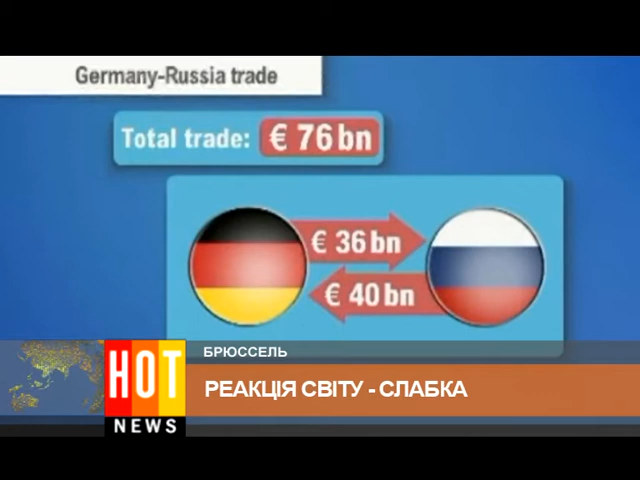 Germany-Russia trade
Total trade: € 76 bn
€ 36 bn
€ 40 bn
БРЮССЕЛЬ
HOT
РЕАКЦІЯ СВІТУ - СЛАБКА
NEWS